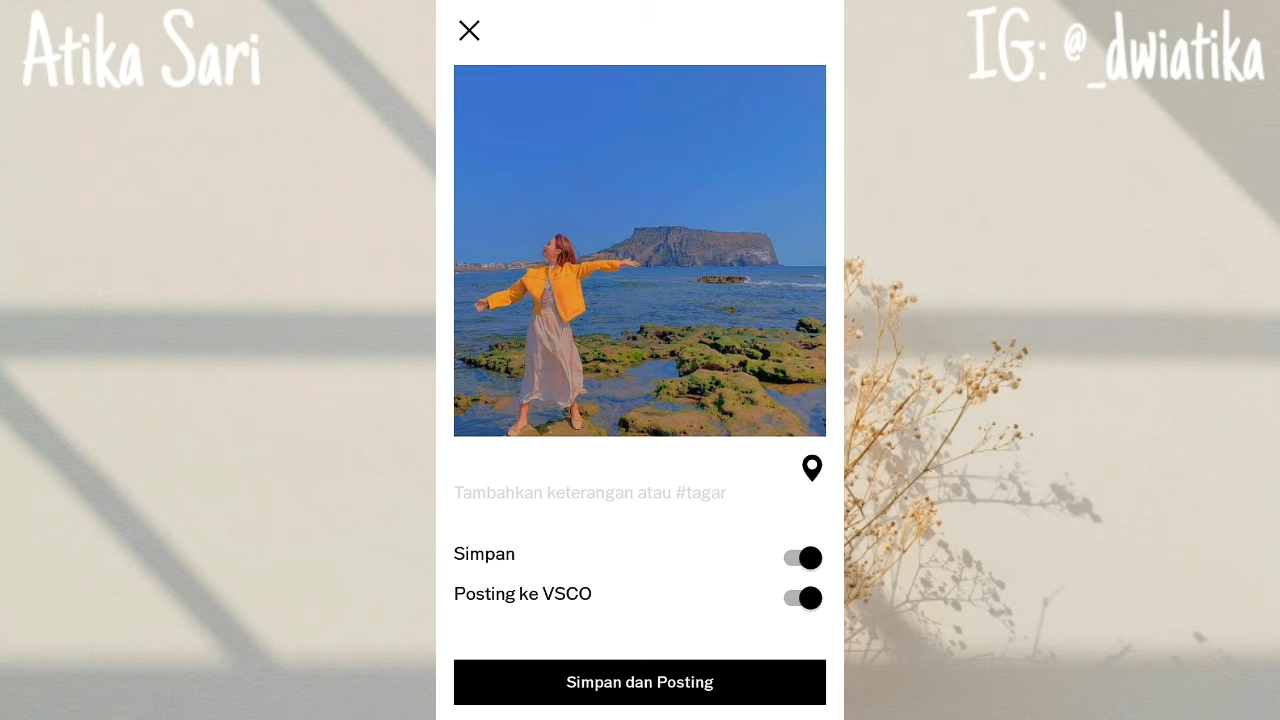 Atika Sari
IG: @_dwiatika
Tambahkan keterangan atau #tagar
Simpan
Posting ke VSCO
Simpan dan Posting